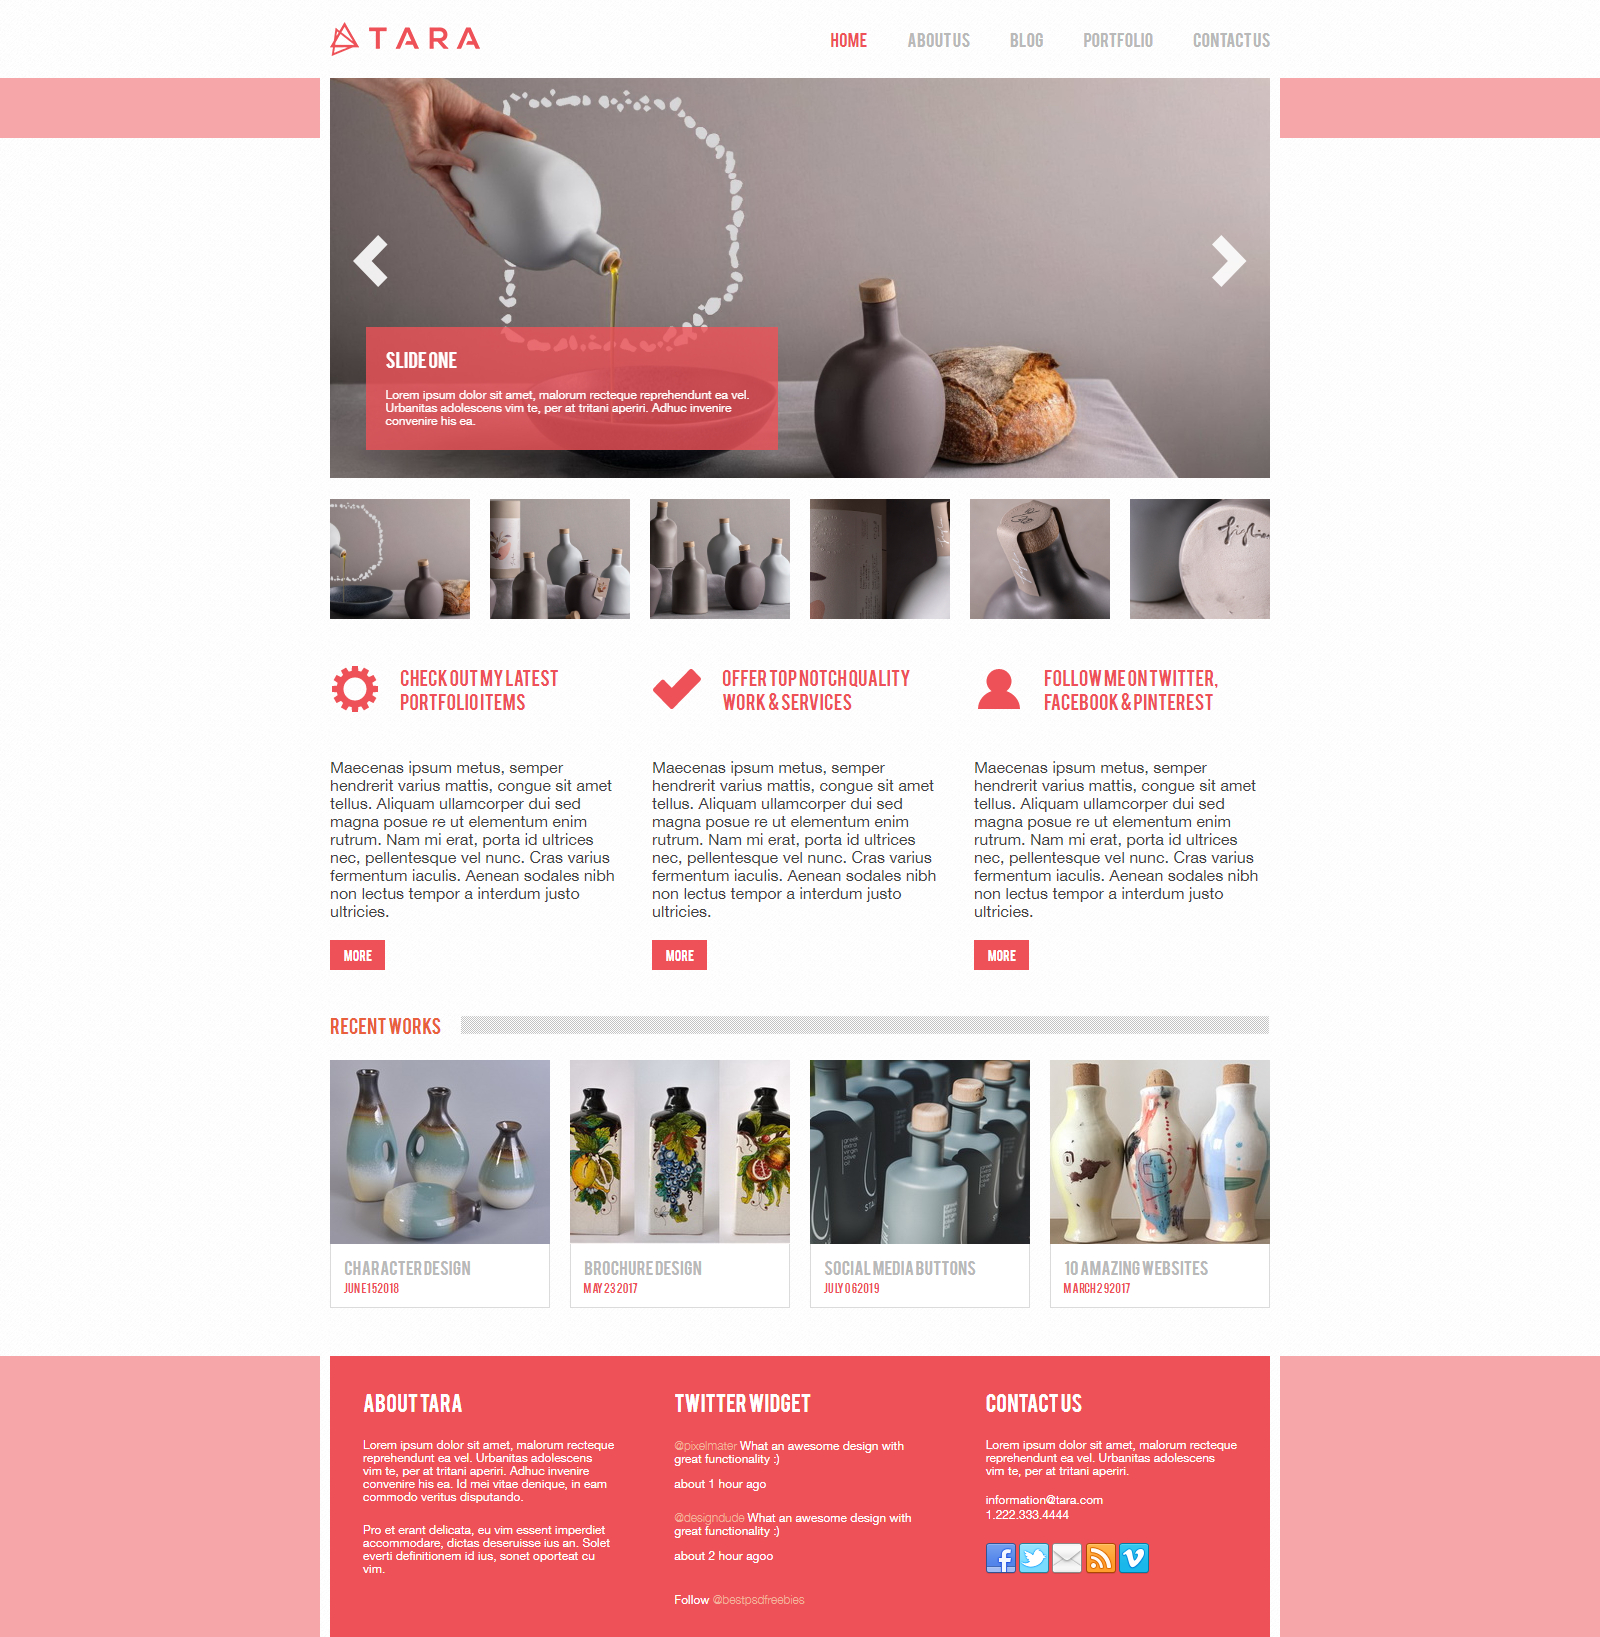 TARA
HOME ABOUT US BLOG PORTFOLIO CONTACT US
SLIDE ONE
Lorem ipsum dolor sit amet, malorum recteque reprehendunt ea vel.
Urbanitas adolescens vim te, per at tritani aperiri. Adhuc invenire
convenire his ea.
CHECK OUT MY LATEST
PORTFOLIO ITEMS
OFFER TOP NOTCH QUALITY
WORK & SERVICES
FOLLOW ME ON TWITTER,
FACEBOOK & PINTEREST
Maecenas ipsum metus, semper
hendrerit varius mattis, congue sit amet
tellus. Aliquam ullamcorper dui sed
magna posue re ut elementum enim
rutrum. Nam mi erat, porta id ultrices
nec, pellentesque vel nunc. Cras varius
fermentum iaculis. Aenean sodales nibh
non lectus tempor a interdum justo
ultricies.
MORE
Maecenas ipsum metus, semper
hendrerit varius mattis, congue sit amet
tellus. Aliquam ullamcorper dui sed
magna posue re ut elementum enim
rutrum. Nam mi erat, porta id ultrices
nec, pellentesque vel nunc. Cras varius
fermentum iaculis. Aenean sodales nibh
non lectus tempor a interdum justo
ultricies.
MORE
Maecenas ipsum metus, semper
hendrerit varius mattis, congue sit amet
tellus. Aliquam ullamcorper dui sed
magna posue re ut elementum enim
rutrum. Nam mi erat, porta id ultrices
nec, pellentesque vel nunc. Cras varius
fermentum iaculis. Aenean sodales nibh
non lectus tempor a interdum justo
ultricies.
MORE
RECENT WORKS
greek
extra
virgin
olive
oil
CHARACTER DESIGN
JUNE 15 2018
BROCHURE DESIGN
MAY 23 2017
SOCIAL MEDIA BUTTONS
JULY 06 2019
10 AMAZING WEBSITES
MARCH 29 2017
ABOUT TARA
Lorem ipsum dolor sit amet, malorum recteque
reprehendunt ea vel. Urbanitas adolescens
vim te, per at tritani aperiri. Adhuc invenire
convenire his ea. Id mei vitae denique, in eam
commodo veritus disputando.
Pro et erant delicata, eu vim essent imperdiet
accommodare, dictas deseruisse ius an. Solet
everti definitionem id ius, sonet oporteat cu
vim.
TWITTER WIDGET
@pixelmater What an awesome design with
great functionality :)
about 1 hour ago
@designdude What an awesome design with
great functionality :)
about 2 hour agoo
Follow @bestpsdfreebies
CONTACT US
Lorem ipsum dolor sit amet, malorum recteque
reprehendunt ea vel. Urbanitas adolescens
vim te, per at tritani aperiri.
information@tara.com
1.222.333.4444